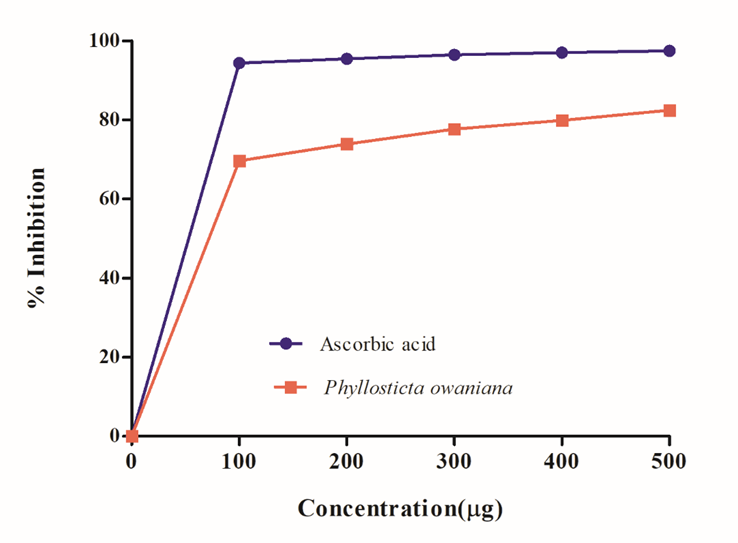 % Inhibition
100
80
60
40
20
0
Ascorbic acid
Phyllosticta owaniana
0 100 200 300 400 500
Concentration(µg)